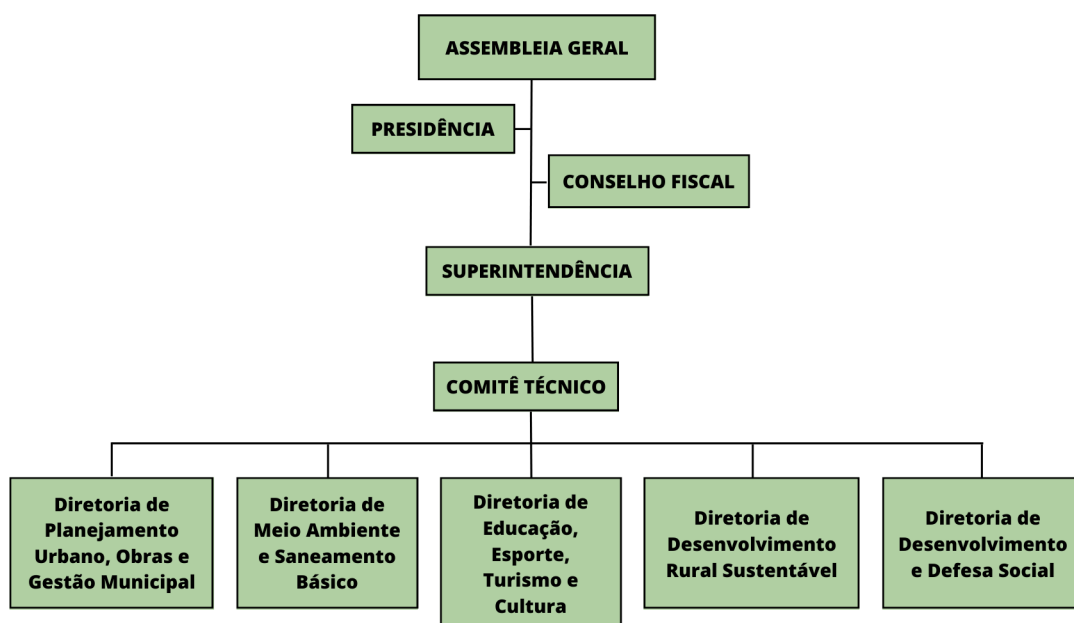 ASSEMBLEIA GERAL
PRESIDÊNCIA
CONSELHO FISCAL
SUPERINTENDÊNCIA
COMITÊ TÉCNICO
Diretoria de
Planejamento
Urbano, Obras e
Gestão Municipal
Diretoria de
Meio Ambiente
e Saneamento
Básico
Diretoria de
Educação,
Esporte,
Turismo e
Cultura
Diretoria de
Desenvolvimento
Rural Sustentável
Diretoria de
Desenvolvimento
e Defesa Social